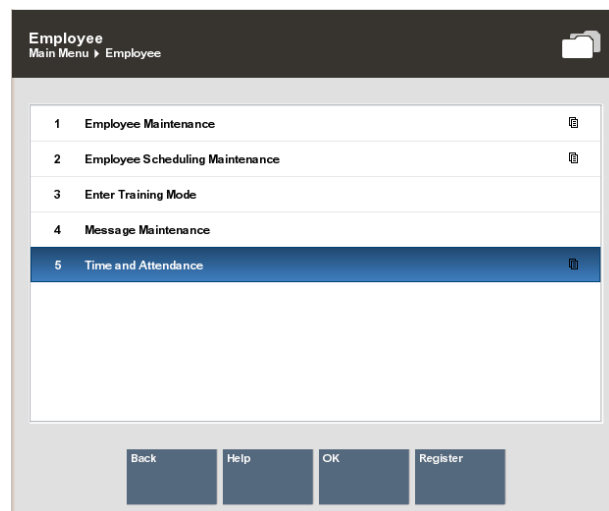 Employee
Main Menu ▸ Employee
1 Employee Maintenance
2 Employee Scheduling Maintenance
3 Enter Training Mode
4 Message Maintenance
5 Time and Attendance
Back Help OK Register